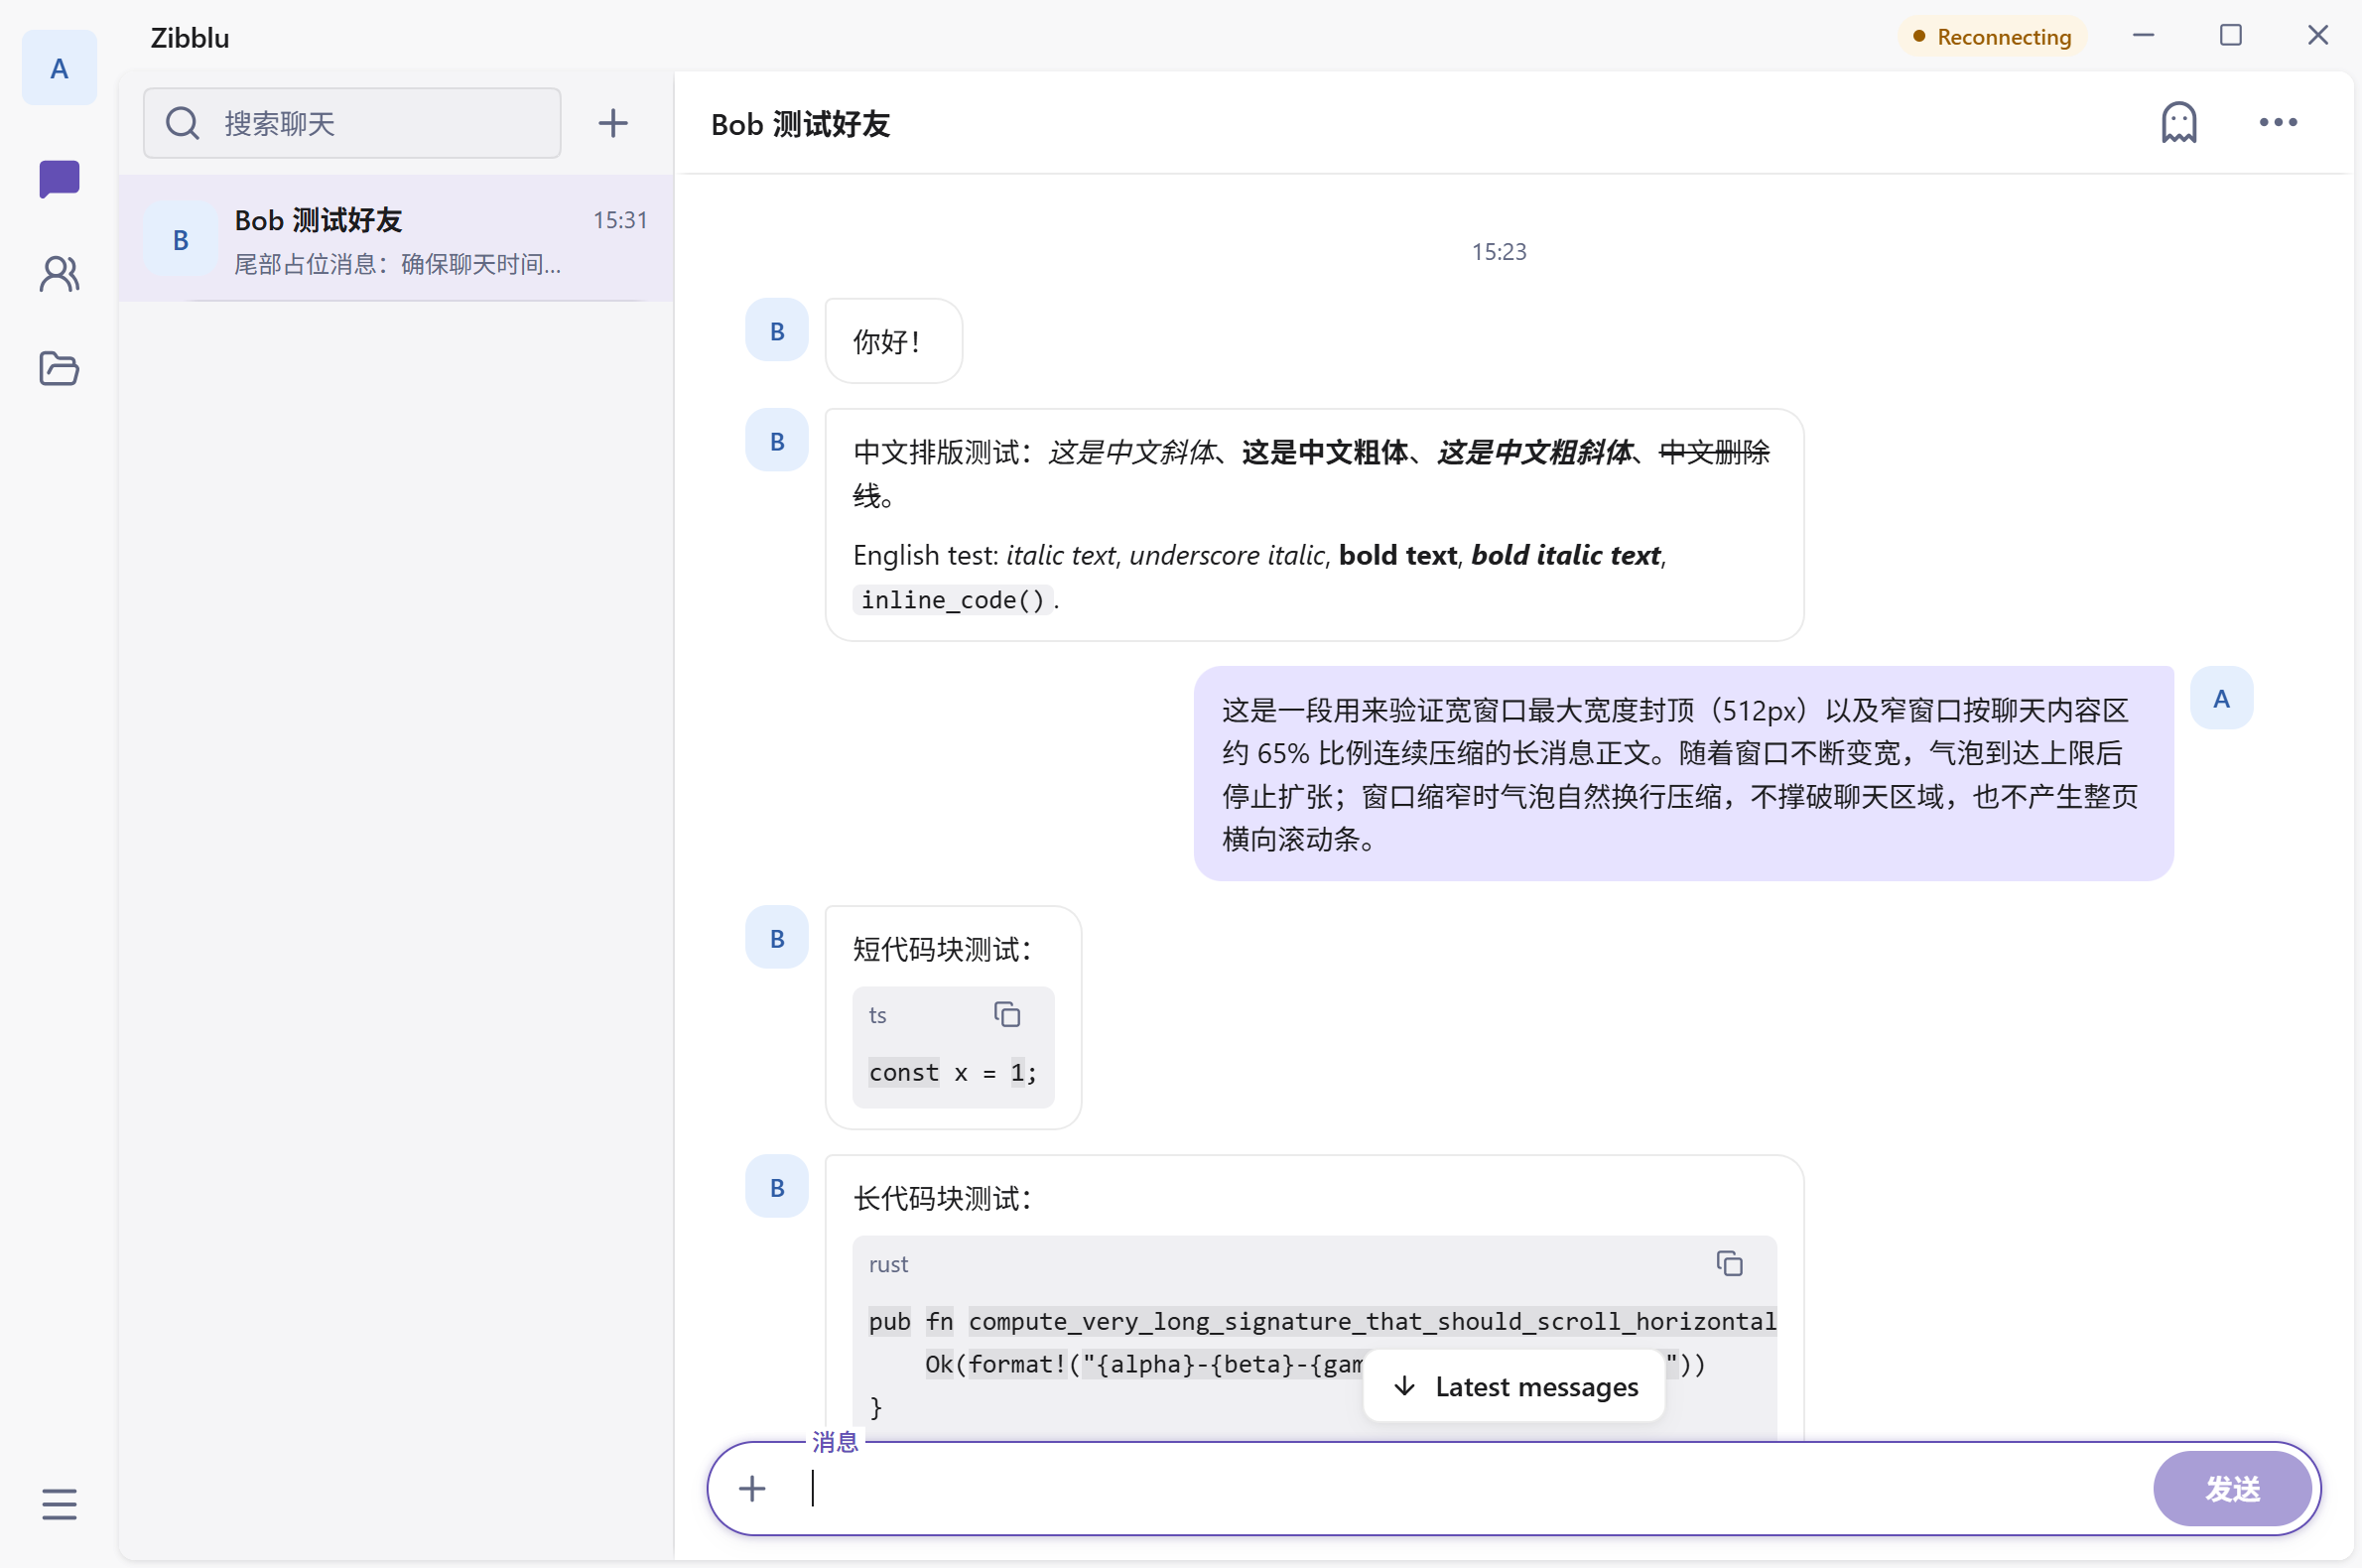 A
Zibblu
Reconnecting
搜索聊天
B
Bob 测试好友
15:31
尾部占位消息：确保聊天时间...
Bob 测试好友
15:23
B
你好！
B
中文排版测试：这是中文斜体、这是中文粗体、这是中文粗斜体、中文删除
线。
English test: italic text, underscore italic, bold text, bold italic text,
inline_code().
A
这是一段用来验证宽窗口最大宽度封顶（512px）以及窄窗口按聊天内容区
约 65% 比例连续压缩的长消息正文。随着窗口不断变宽，气泡到达上限后
停止扩张；窗口缩窄时气泡自然换行压缩，不撑破聊天区域，也不产生整页
横向滚动条。
B
短代码块测试：
ts
const x = 1;
B
长代码块测试：
rust
pub fn compute_very_long_signature_that_should_scroll_horizontal
Ok(format!("{alpha}-{beta}-{gam
"))
}
Latest messages
消息
发送